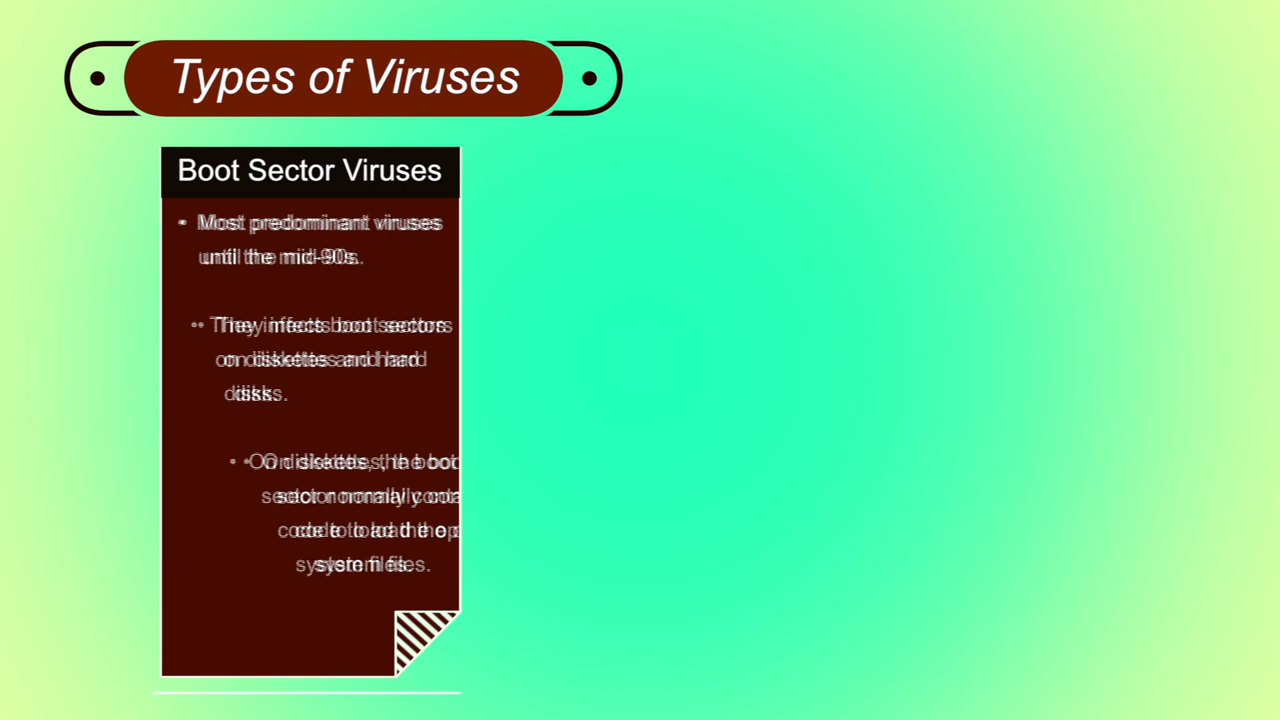 Types of Viruses
Boot Sector Viruses
• Most predominant viruses
until the mid-90s.
• They infects boot sectors
on diskettes and hard
disks.
• On diskettes, the boot
sector normally
code to load the
system files.